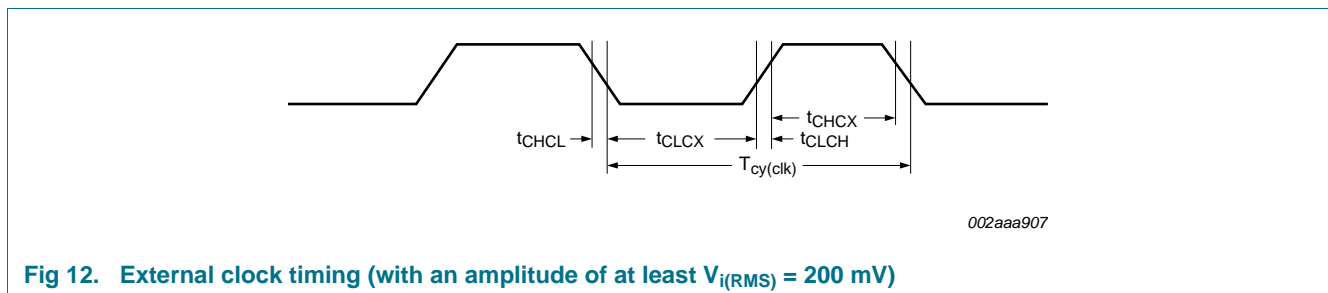 tCHCX
tCHCL tCLCX tCLCH
Tcy(clk)
002aaa907
Fig 12. External clock timing (with an amplitude of at least Vi(RMS) = 200 mV)